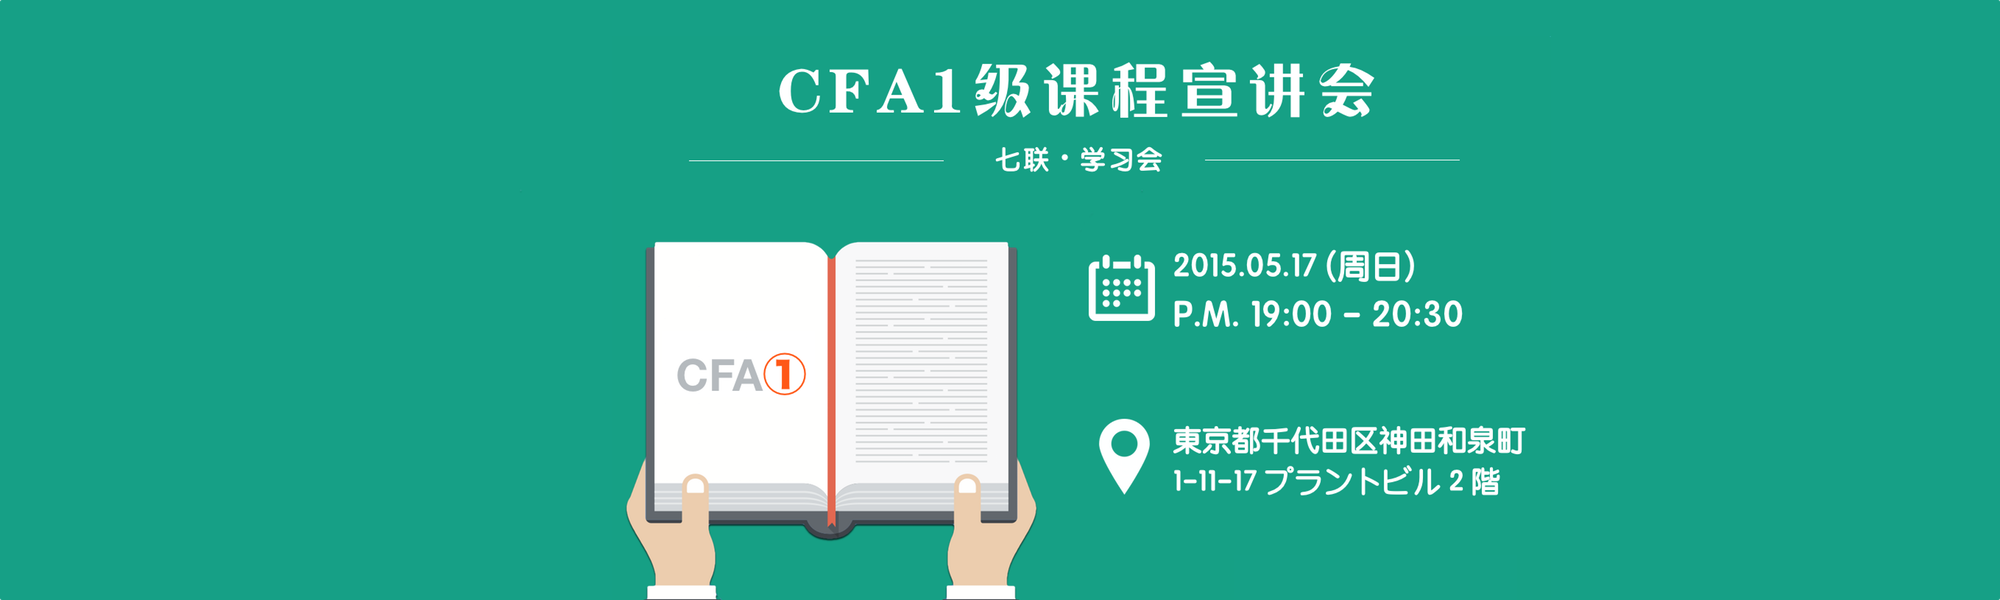 CFA1级课程宣讲会
七联·学习会
CFA①
2015.05.17 (周日)
P.M. 19:00 - 20:30
東京都千代田区神田和泉町
1-11-17 プラントビル 2 階